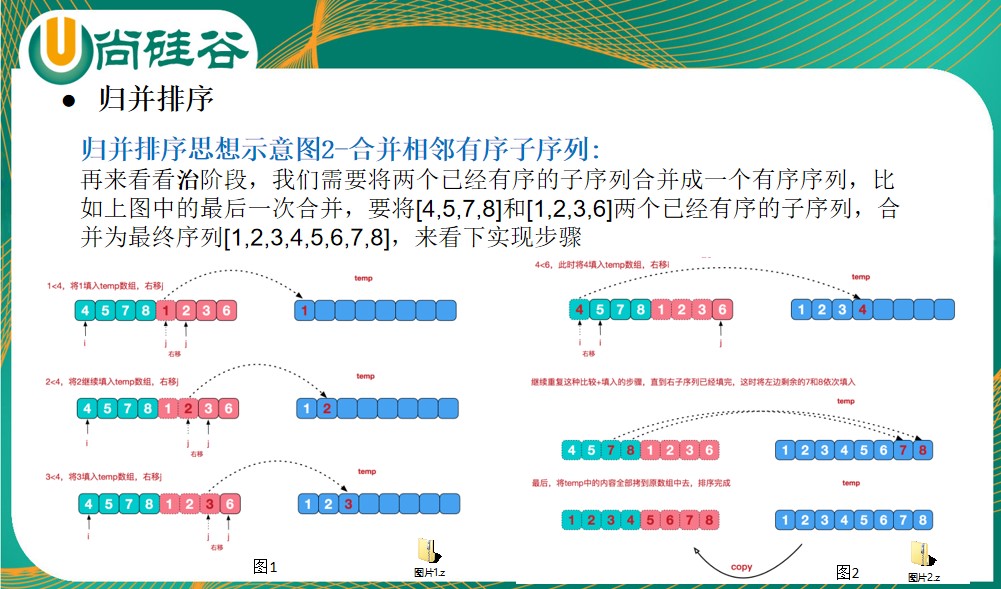 U尚硅谷
● 归并排序
归并排序思想示意图2-合并相邻有序子序列:
再来看看治阶段，我们需要将两个已经有序的子序列合并成一个有序序列，比
如上图中的最后一次合并，要将[4,5,7,8]和[1,2,3,6]两个已经有序的子序列，合
并为最终序列[1,2,3,4,5,6,7,8]，来看下实现步骤
1<4，将1填入temp数组，右移j
temp
4 5 7 8 1 2 3 6
1
i
j
j
右移
2<4，将2继续填入temp数组，右移j
temp
4 5 7 8 1 2 3 6
1 2
i
j
j
右移
3<4，将3填入temp数组，右移j
temp
4 5 7 8 1 2 3 6
1 2 3
i
j
j
右移
图1
图片1.z
4<6，此时将4填入temp数组，右移i
temp
4 5 7 8 1 2 3 6
1 2 3 4
i
i
j
右移
继续重复这种比较+填入的步骤，直到右子序列已经填完，这时将左边剩余的7和8依次填入
temp
4 5 7 8 1 2 3 6
1 2 3 4 5 6 7 8
最后，将temp中的内容全部拷到原数组中去，排序完成
temp
1 2 3 4 5 6 7 8
1 2 3 4 5 6 7 8
copy
图2
图片2.z